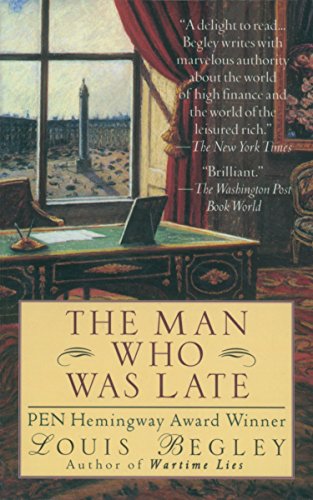 “A delight to read...
Begley writes with
marvelous authority
about the world
of high finance and
the world of the
leisured rich.”
—The New York Times
“Brilliant.”
—The Washington Post
Book World
THE MAN
WHO
WAS LATE
PEN Hemingway Award Winner
LOUIS BEGLEY
Author of Wartime Lies